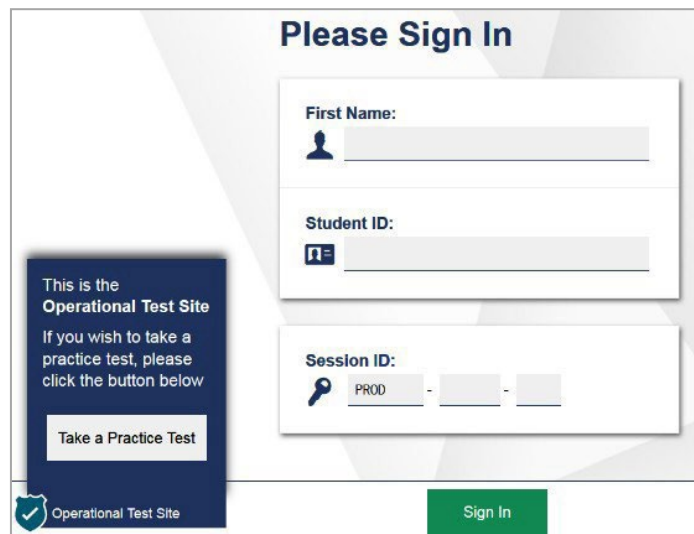 Please Sign In
First Name:
Student ID:
This is the
Operational Test Site
If you wish to take a
practice test, please
click the button below
Take a Practice Test
Session ID:
PROD - -
Operational Test Site
Sign In